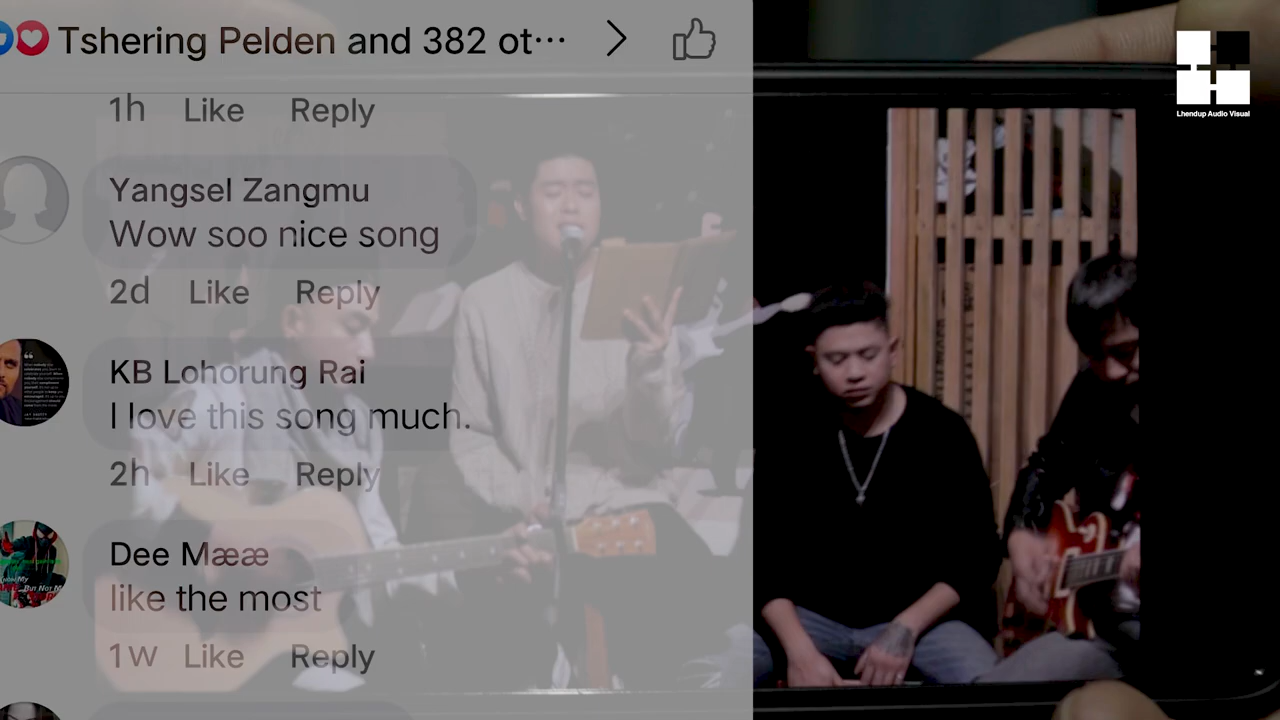 Tshering Pelden and 382 ot···
Lhendup Audio Visual
1h Like Reply
Yangsel Zangmu
Wow soo nice song
2d Like Reply
KB Lohorung Rai
I love this song much.
2h Like Reply
Dee Mææ
like the most
1w Like Reply